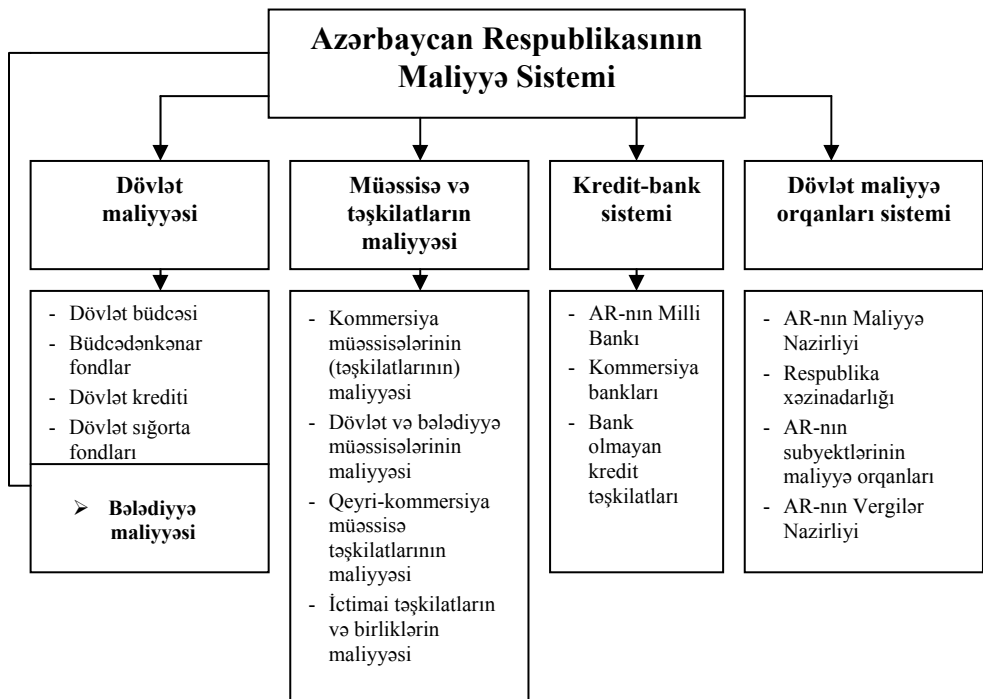 Azərbaycan Respublikasının
Maliyyə Sistemi
Dövlət
maliyyəsi
Müəssisə və
təşkilatların
maliyyəsi
Kredit-bank
sistemi
Dövlət maliyyə
orqanları sistemi
- Dövlət büdcəsi
- Büdcədənkənar
fondlar
- Dövlət krediti
- Dövlət sığorta
fondları
➢ Bələdiyyə
maliyyəsi
- Kommersiya
müəssisələrinin
(təşkilatlarının)
maliyyəsi
- Dövlət və bələdiyyə
müəssisələrinin
maliyyəsi
- Qeyri-kommersiya
müəssisə
təşkilatlarının
maliyyəsi
- İctimai təşkilatların
və birliklərin
maliyyəsi
- AR-nın Milli
Bankı
- Kommersiya
bankları
- Bank
olmayan
kredit
təşkilatları
- AR-nın Maliyyə
Nazirliyi
- Respublika
xəzinadarlığı
- AR-nın
subyektlərinin
maliyyə orqanları
- AR-nın Vergilər
Nazirliyi